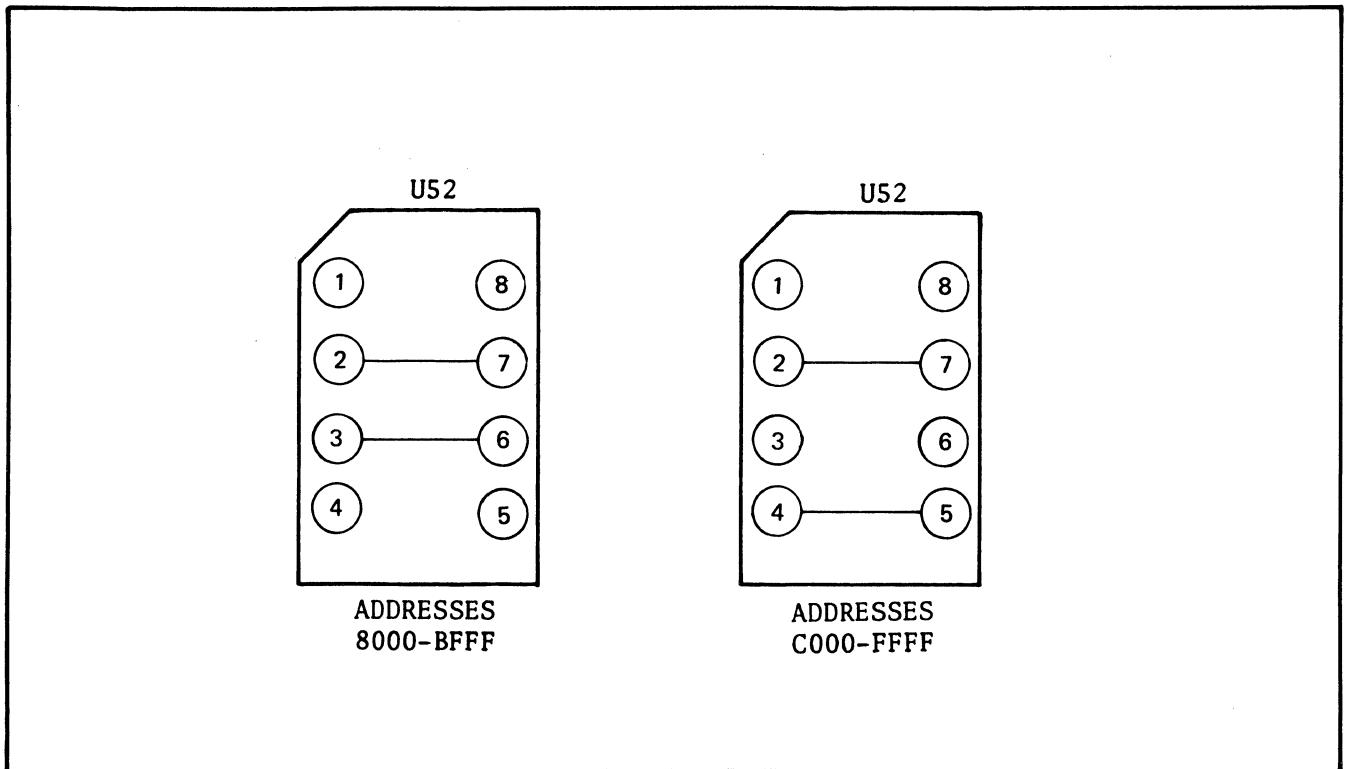 U52
1 8
2 7
3 6
4 5
ADDRESSES
8000-BFFF
U52
1 8
2 7
3 6
4 5
ADDRESSES
C000-FFFF